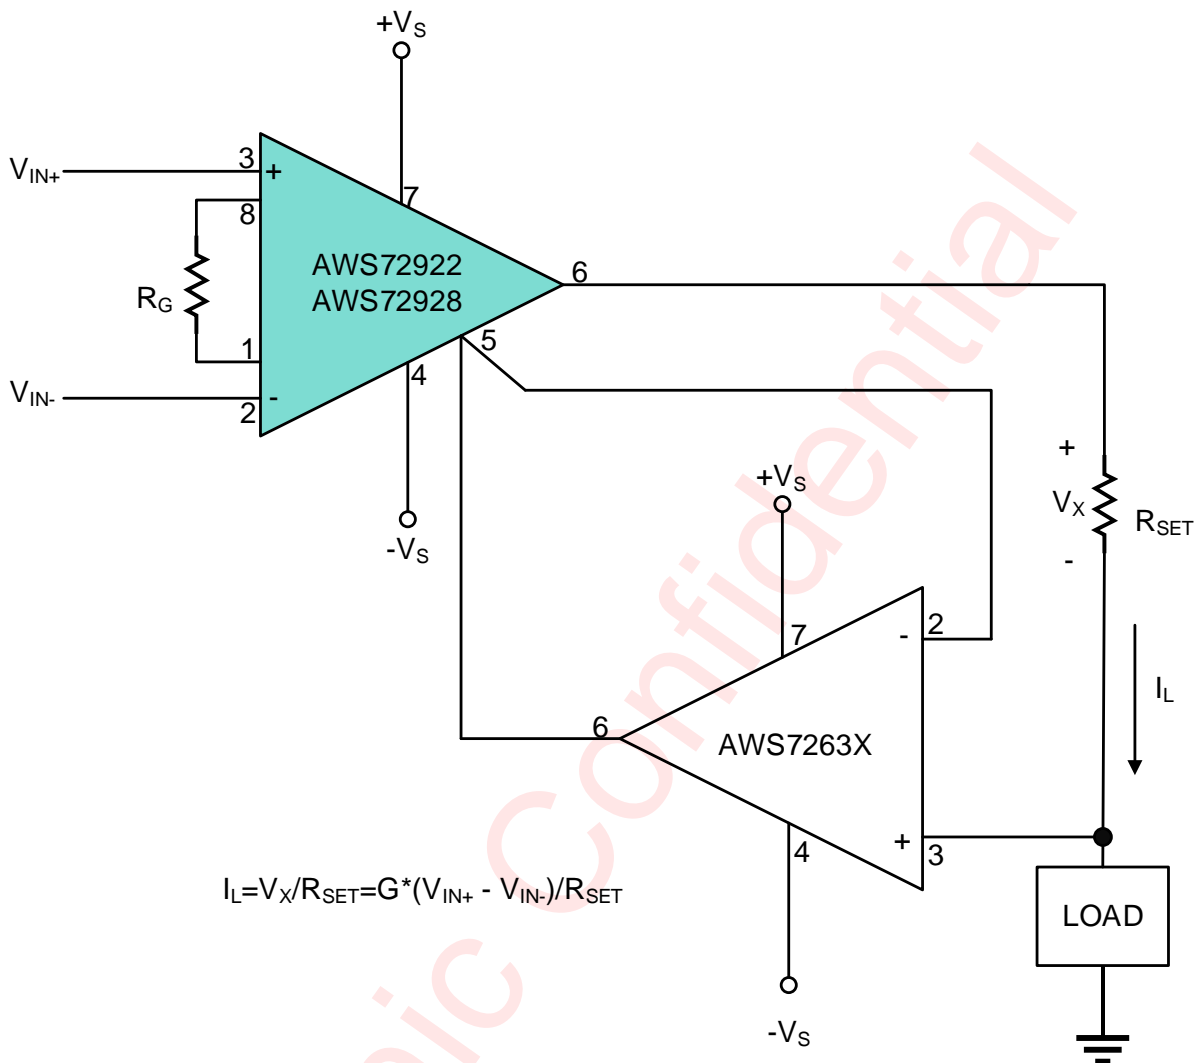 +VS
VIN+
3
+
7
8
AWS72922
AWS72928
6
RG
5
1
4
VIN-
-
2
+
+VS
VX
RSET
-VS
-
7
-
2
IL
6
AWS7263X
4
+
3
IL=VX/RSET=G*(VIN+ - VIN-)/RSET
LOAD
-VS
Confidential